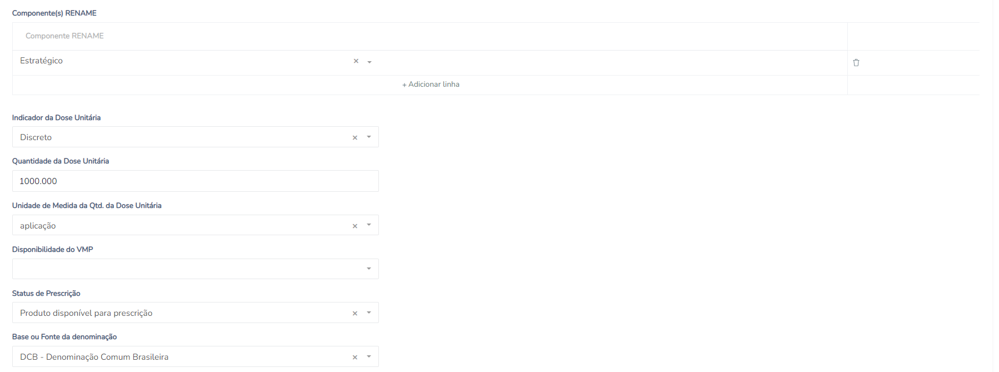 Componente(s) RENAME
Componente RENAME
Estratégico
+ Adicionar linha
Indicador da Dose Unitária
Discreto
Quantidade da Dose Unitária
1000.000
Unidade de Medida da Qtd. da Dose Unitária
aplicação
Disponibilidade do VMP
Status de Prescrição
Produto disponível para prescrição
Base ou Fonte da denominação
DCB - Denominação Comum Brasileira